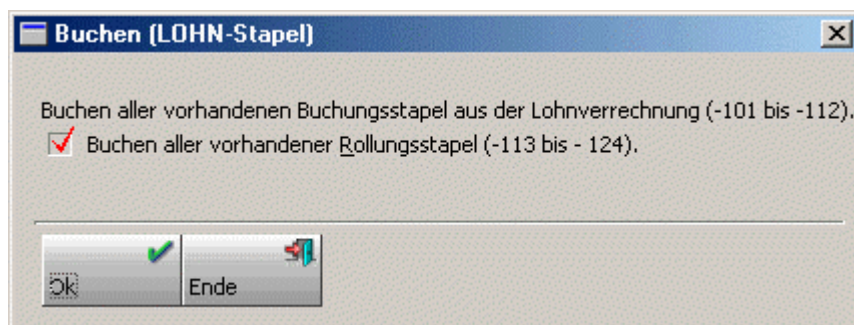 Buchen (LOHN-Stapel)
Buchen aller vorhandenen Buchungsstapel aus der Lohnverrechnung (-101 bis -112).
Buchen aller vorhandener Rollungsstapel (-113 bis - 124).
Ok
Ende